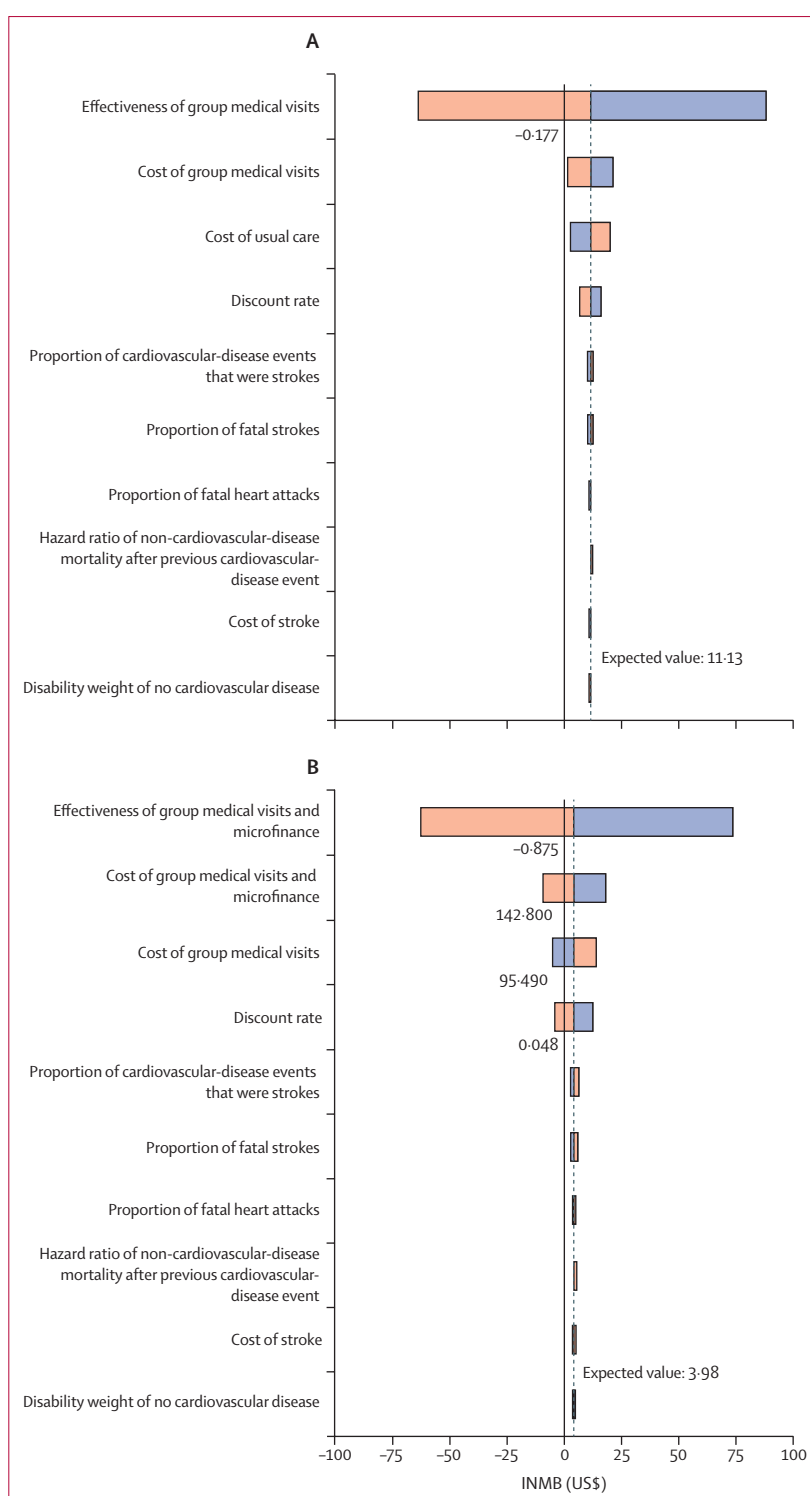 A
Effectiveness of group medical visits
–0·177
Cost of group medical visits
Cost of usual care
Discount rate
Proportion of cardiovascular-disease events
that were strokes
Proportion of fatal strokes
Proportion of fatal heart attacks
Hazard ratio of non-cardiovascular-disease
mortality after previous cardiovascular-
disease event
Cost of stroke
Expected value: 11·13
Disability weight of no cardiovascular disease
B
Effectiveness of group medical visits and
microfinance
–0·875
Cost of group medical visits and
microfinance
142·800
Cost of group medical visits
95·490
Discount rate
0·048
Proportion of cardiovascular-disease events
that were strokes
Proportion of fatal strokes
Proportion of fatal heart attacks
Hazard ratio of non-cardiovascular-disease
mortality after previous cardiovascular-
disease event
Cost of stroke
Expected value: 3·98
Disability weight of no cardiovascular disease
–100 –75 –50 –25 0 25 50 75 100
INMB (US$)